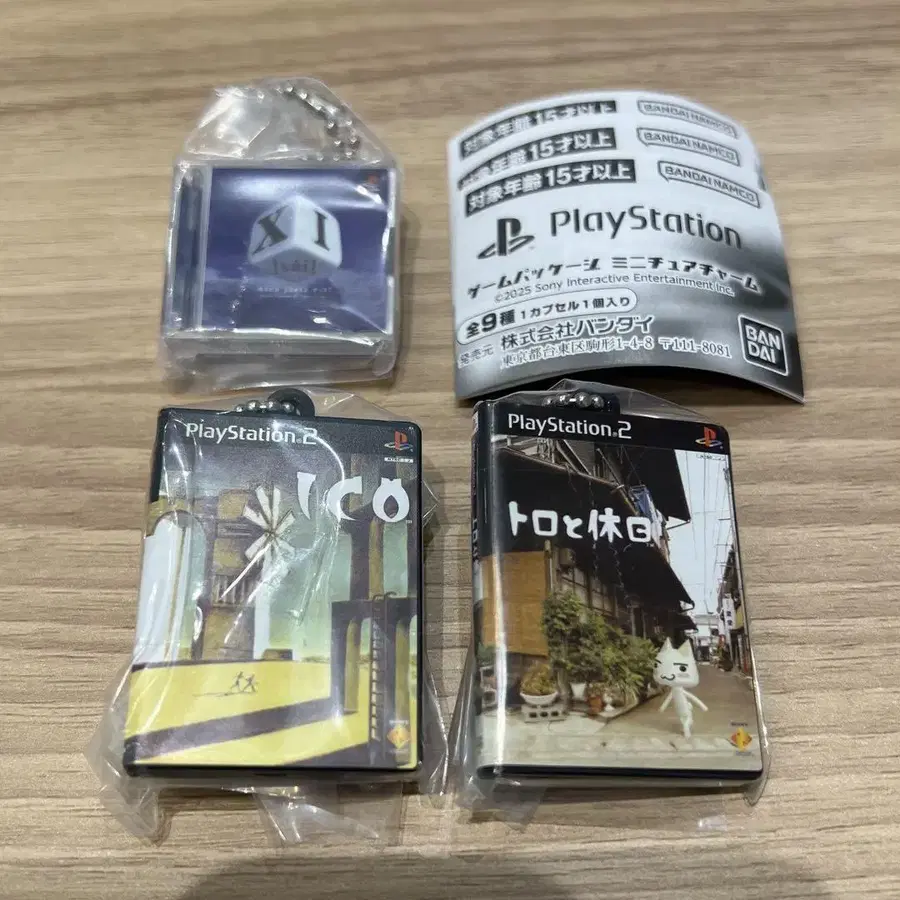 XI
[sái]
対象年齢15才以上 BANDAI NAMCO
対象年齢15才以上 BANDAI NAMCO
対象年齢15才以上 BANDAI NAMCO
PlayStation
ゲームパッケージ ミニチュアチャーム
©2025 Sony Interactive Entertainment Inc.
全9種 1カプセル1個入り
発売元 株式会社バンダイ
東京都台東区駒形1-4-8 〒111-8081
BANDAI
PlayStation 2
ICO
PlayStation 2
トロと休日